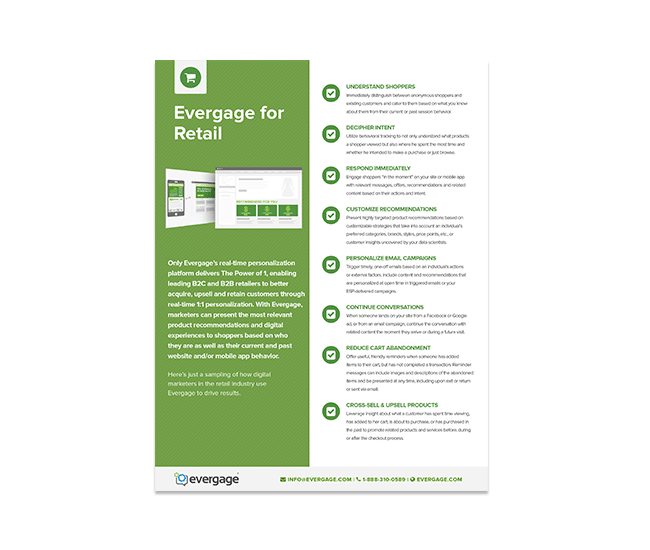 Evergage for
Retail
Only Evergage's real-time personalization
platform delivers The Power of 1, enabling
leading B2C and B2B retailers to better
acquire, upsell and retain customers through
real-time 1:1 personalization. With Evergage,
marketers can present the most relevant
product recommendations and digital
experiences to shoppers based on who
they are as well as their current and past
website and/or mobile app behavior.
Here's just a sampling of how digital
marketers in the retail industry use
Evergage to drive results.
UNDERSTAND SHOPPERS
Immediately distinguish between anonymous shoppers and
existing customers and cater to them based on what you know
about them from their current or past session behavior.
DECIPHER INTENT
Utilize behavioral tracking to not only understand what products
a shopper viewed but also where he spent the most time and
whether he intended to make a purchase or just browse.
RESPOND IMMEDIATELY
Engage shoppers "in the moment" on your site or mobile app
with relevant messages, offers, recommendations and related
content based on their actions and intent.
CUSTOMIZE RECOMMENDATIONS
Present highly targeted product recommendations based on
customizable strategies that take into account an individual's
preferred categories, brands, styles, price points, etc., or
customer insights uncovered by your data scientists.
PERSONALIZE EMAIL CAMPAIGNS
Trigger timely, one-off emails based on an individual's actions
or external factors. Include content and recommendations that
are personalized at open time in triggered emails or your
ESP-delivered campaigns.
CONTINUE CONVERSATIONS
When someone lands on your site from a Facebook or Google
ad, or from an email campaign, continue the conversation with
related content the moment they arrive or during a future visit.
REDUCE CART ABANDONMENT
Offer useful, friendly reminders when someone has added
items to their cart, but has not completed a transaction. Reminder
messages can include images and descriptions of the abandoned
items and be presented at any time, including upon exit or return
or sent via email.
CROSS-SELL & UPSELL PRODUCTS
Leverage insight about what a customer has spent time viewing,
has added to her cart, is about to purchase, or has purchased in
the past to promote related products and services before, during
or after the checkout process.
evergage
INFO@EVERGAGE.COM | 1-888-310-0589 | EVERGAGE.COM